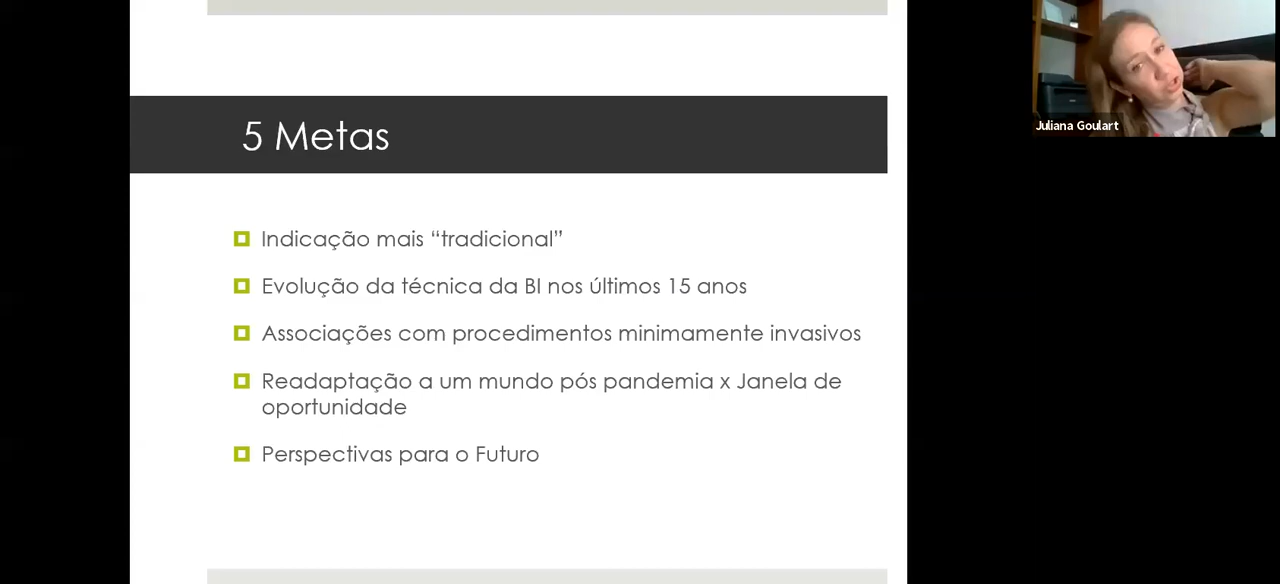 5 Metas
Indicação mais “tradicional”
Evolução da técnica da BI nos últimos 15 anos
Associações com procedimentos minimamente invasivos
Readaptação a um mundo pós pandemia x Janela de
oportunidade
Perspectivas para o Futuro
Juliana Goulart